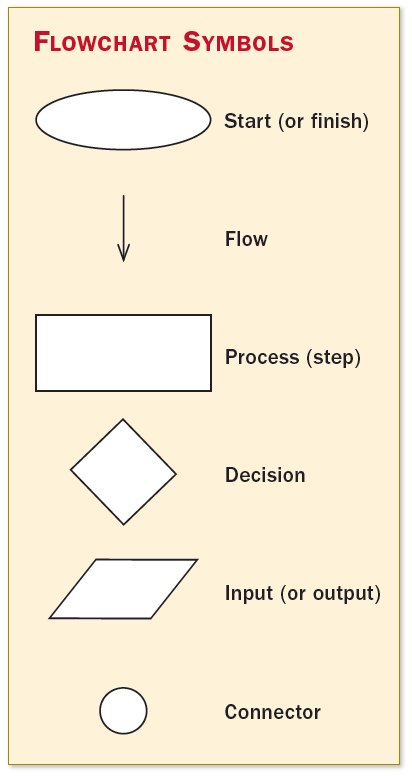 FLOWCHART SYMBOLS
Start (or finish)
Flow
Process (step)
Decision
Input (or output)
Connector